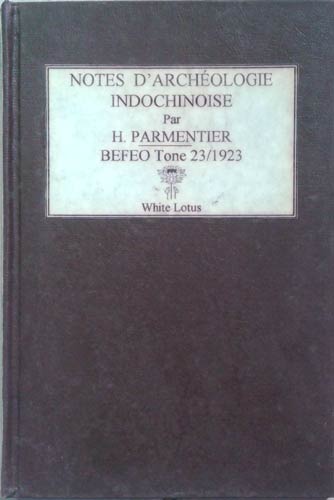 NOTES D'ARCHÉOLOGIE
INDOCHINOISE
Par
H. PARMENTIER
BEFEO Tone 23/1923
White Lotus